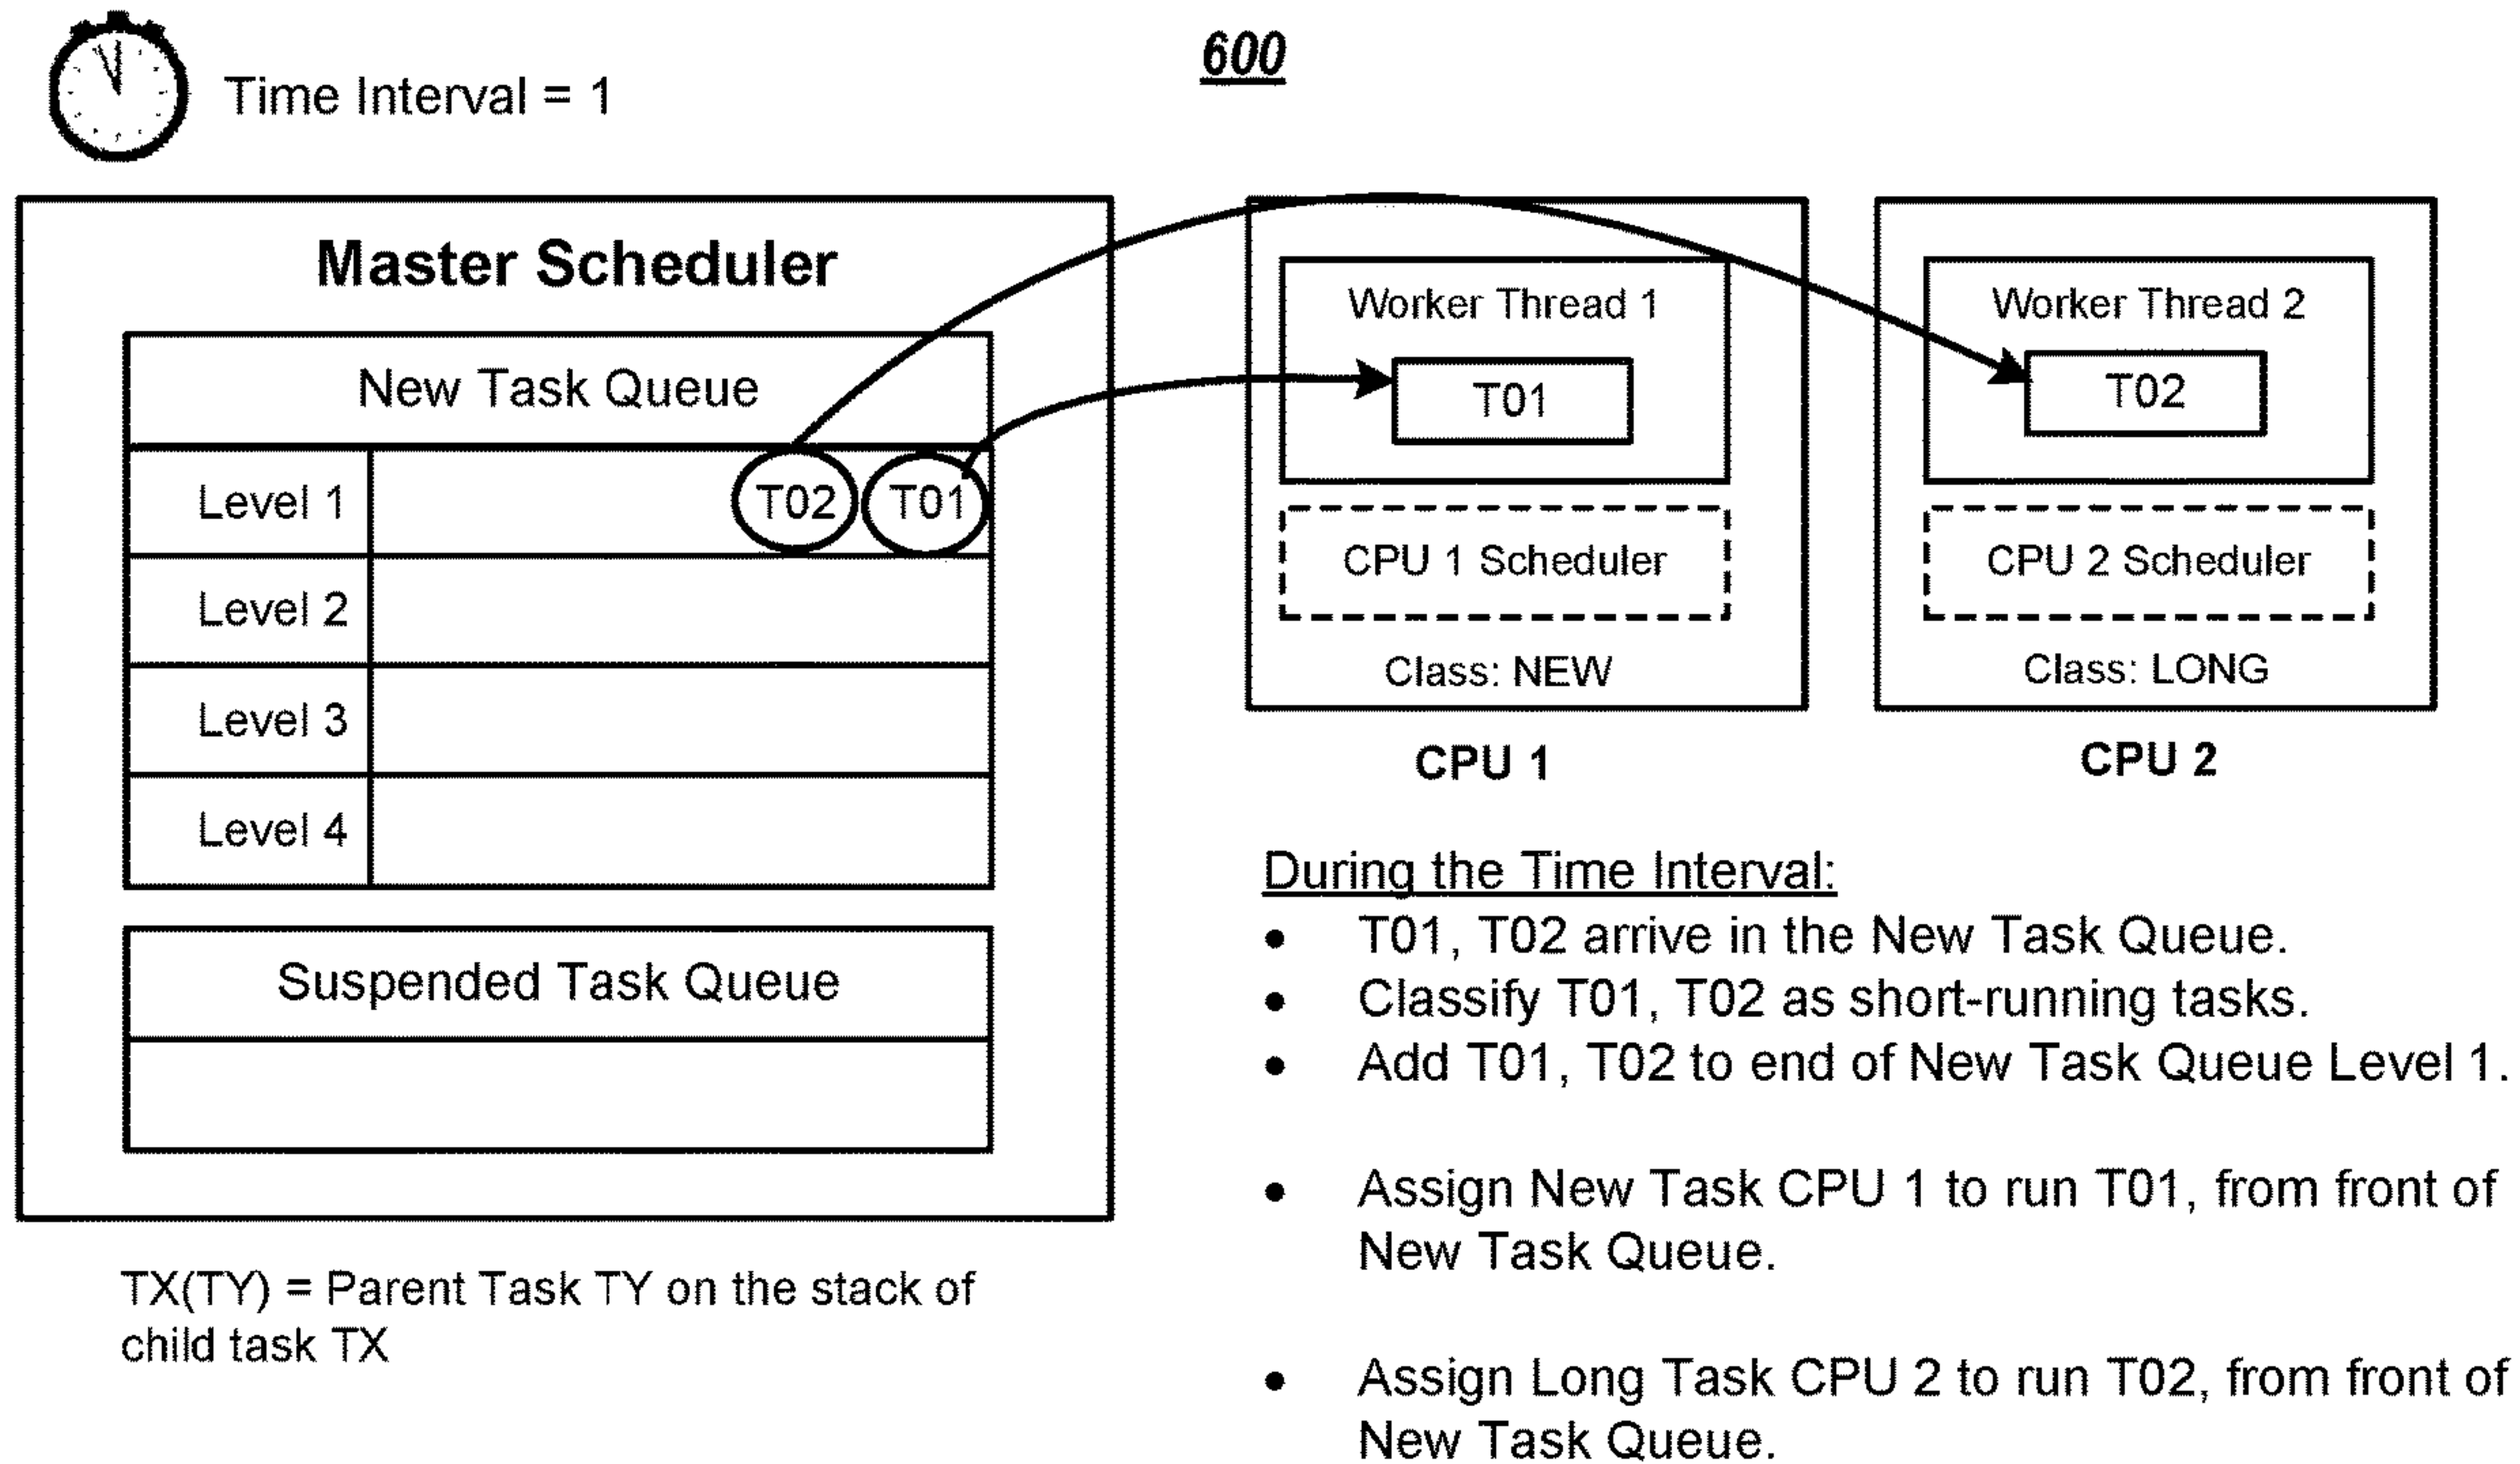 600
Time Interval = 1
Master Scheduler
New Task Queue
Level 1
T02
T01
Level 2
Level 3
Level 4
Suspended Task Queue
TX(TY) = Parent Task TY on the stack of
child task TX
Worker Thread 1
T01
CPU 1 Scheduler
Class: NEW
CPU 1
Worker Thread 2
T02
CPU 2 Scheduler
Class: LONG
CPU 2
During the Time Interval:
• T01, T02 arrive in the New Task Queue.
• Classify T01, T02 as short-running tasks.
• Add T01, T02 to end of New Task Queue Level 1.
• Assign New Task CPU 1 to run T01, from front of
New Task Queue.
• Assign Long Task CPU 2 to run T02, from front of
New Task Queue.